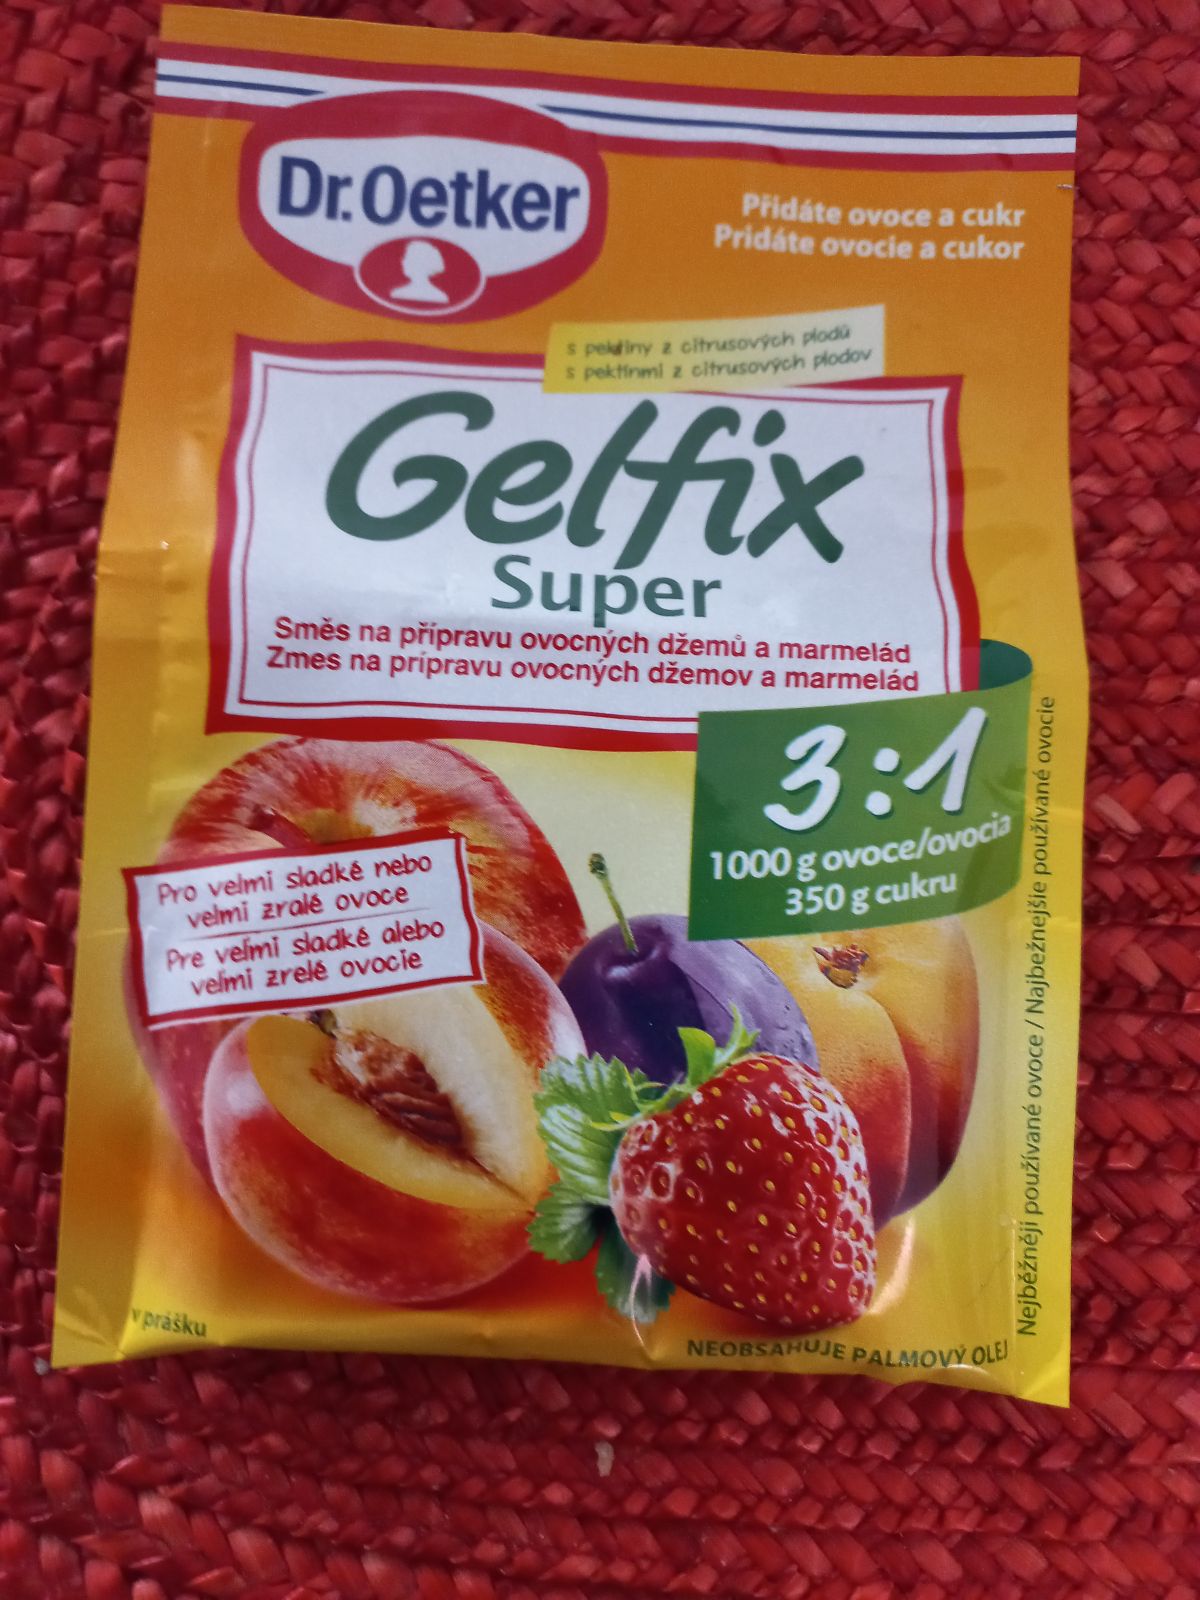 Dr.Oetker
Přidáte ovoce a cukr
Pridáte ovocie a cukor
s pektiny z citrusových plodů
s pektínmi z citrusových plodov
Gelfix
Super
Směs na přípravu ovocných džemů a marmelád
Zmes na prípravu ovocných džemov a marmelád
3:1
1000 g ovoce/ovocia
350 g cukru
Pro velmi sladké nebo
velmi zralé ovoce
Pre veľmi sladké alebo
veľmi zrelé ovocie
Nejběžněji používané ovoce / Najbežnejšie používané ovocie
v prášku
NEOBSAHUJE PALMOVÝ OLEJ